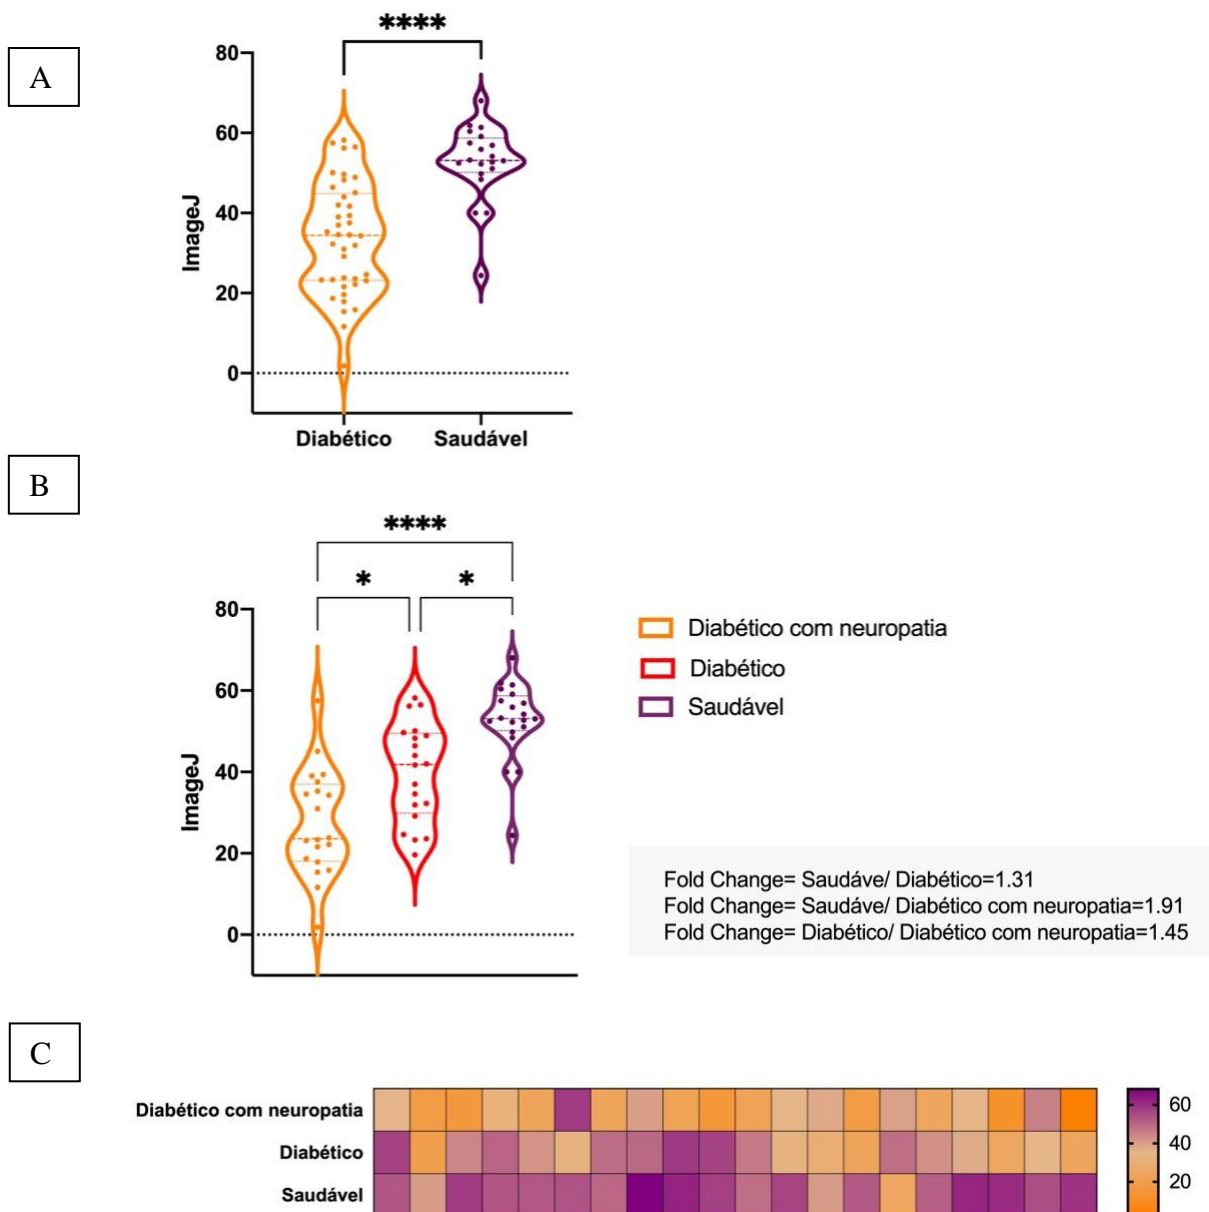 A
****
80
60
40
20
0
ImageJ
Diabético Saudável
B
****
* *
80
60
40
20
0
ImageJ
Diabético com neuropatia
Diabético
Saudável
Fold Change= Saudáve/ Diabético=1.31
Fold Change= Saudáve/ Diabético com neuropatia=1.91
Fold Change= Diabético/ Diabético com neuropatia=1.45
C
Diabético com neuropatia
Diabético
Saudável
60
40
20